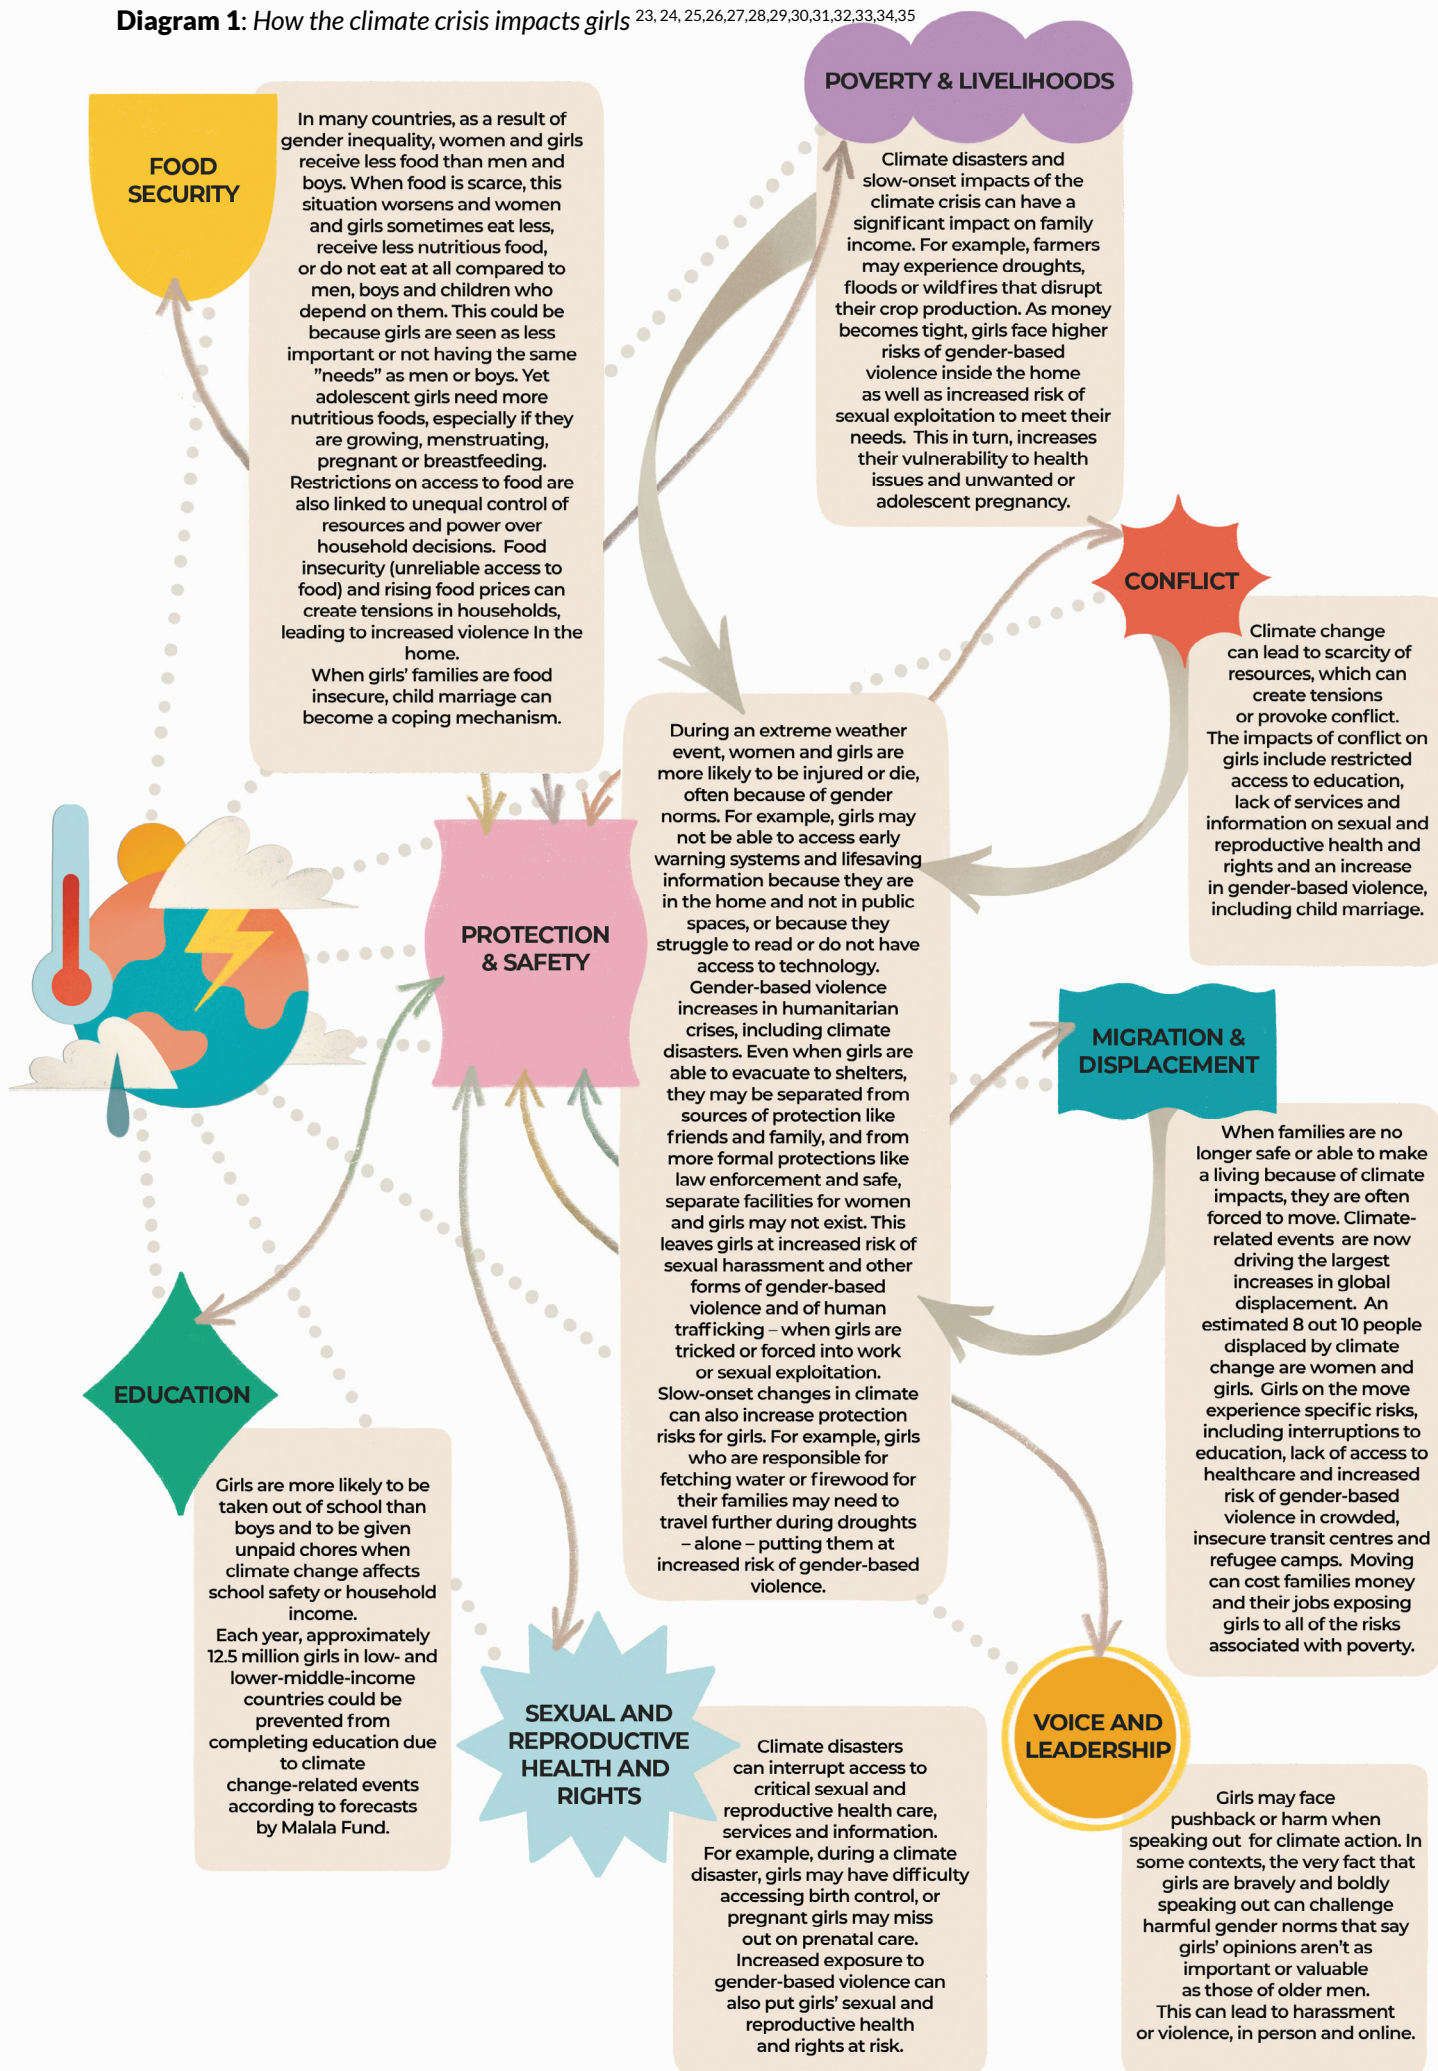 Diagram 1: How the climate crisis impacts girls 23, 24, 25,26,27,28,29,30,31,32,33,34,35
FOOD
SECURITY
In many countries, as a result of
gender inequality, women and girls
receive less food than men and
boys. When food is scarce, this
situation worsens and women
and girls sometimes eat less,
receive less nutritious food,
or do not eat at all compared to
men, boys and children who
depend on them. This could be
because girls are seen as less
important or not having the same
”needs” as men or boys. Yet
adolescent girls need more
nutritious foods, especially if they
are growing, menstruating,
pregnant or breastfeeding.
Restrictions on access to food are
also linked to unequal control of
resources and power over
household decisions. Food
insecurity (unreliable access to
food) and rising food prices can
create tensions in households,
leading to increased violence In the
home.
When girls’ families are food
insecure, child marriage can
become a coping mechanism.
POVERTY & LIVELIHOODS
Climate disasters and
slow-onset impacts of the
climate crisis can have a
significant impact on family
income. For example, farmers
may experience droughts,
floods or wildfires that disrupt
their crop production. As money
becomes tight, girls face higher
risks of gender-based
violence inside the home
as well as increased risk of
sexual exploitation to meet their
needs. This in turn, increases
their vulnerability to health
issues and unwanted or
adolescent pregnancy.
CONFLICT
Climate change
can lead to scarcity of
resources, which can
create tensions
or provoke conflict.
The impacts of conflict on
girls include restricted
access to education,
lack of services and
information on sexual and
reproductive health and
rights and an increase
in gender-based violence,
including child marriage.
PROTECTION
& SAFETY
During an extreme weather
event, women and girls are
more likely to be injured or die,
often because of gender
norms. For example, girls may
not be able to access early
warning systems and lifesaving
information because they are
in the home and not in public
spaces, or because they
struggle to read or do not have
access to technology.
Gender-based violence
increases in humanitarian
crises, including climate
disasters. Even when girls are
able to evacuate to shelters,
they may be separated from
sources of protection like
friends and family, and from
more formal protections like
law enforcement and safe,
separate facilities for women
and girls may not exist. This
leaves girls at increased risk of
sexual harassment and other
forms of gender-based
violence and of human
trafficking – when girls are
tricked or forced into work
or sexual exploitation.
Slow-onset changes in climate
can also increase protection
risks for girls. For example, girls
who are responsible for
fetching water or firewood for
their families may need to
travel further during droughts
– alone – putting them at
increased risk of gender-based
violence.
MIGRATION &
DISPLACEMENT
When families are no
longer safe or able to make
a living because of climate
impacts, they are often
forced to move. Climate-
related events are now
driving the largest
increases in global
displacement. An
estimated 8 out 10 people
displaced by climate
change are women and
girls. Girls on the move
experience specific risks,
including interruptions to
education, lack of access to
healthcare and increased
risk of gender-based
violence in crowded,
insecure transit centres and
refugee camps. Moving
can cost families money
and their jobs exposing
girls to all of the risks
associated with poverty.
EDUCATION
Girls are more likely to be
taken out of school than
boys and to be given
unpaid chores when
climate change affects
school safety or household
income.
Each year, approximately
12.5 million girls in low- and
lower-middle-income
countries could be
prevented from
completing education due
to climate
change-related events
according to forecasts
by Malala Fund.
SEXUAL AND
REPRODUCTIVE
HEALTH AND
RIGHTS
Climate disasters
can interrupt access to
critical sexual and
reproductive health care,
services and information.
For example, during a climate
disaster, girls may have difficulty
accessing birth control, or
pregnant girls may miss
out on prenatal care.
Increased exposure to
gender-based violence can
also put girls’ sexual and
reproductive health
and rights at risk.
VOICE AND
LEADERSHIP
Girls may face
pushback or harm when
speaking out for climate action. In
some contexts, the very fact that
girls are bravely and boldly
speaking out can challenge
harmful gender norms that say
girls’ opinions aren’t as
important or valuable
as those of older men.
This can lead to harassment
or violence, in person and online.